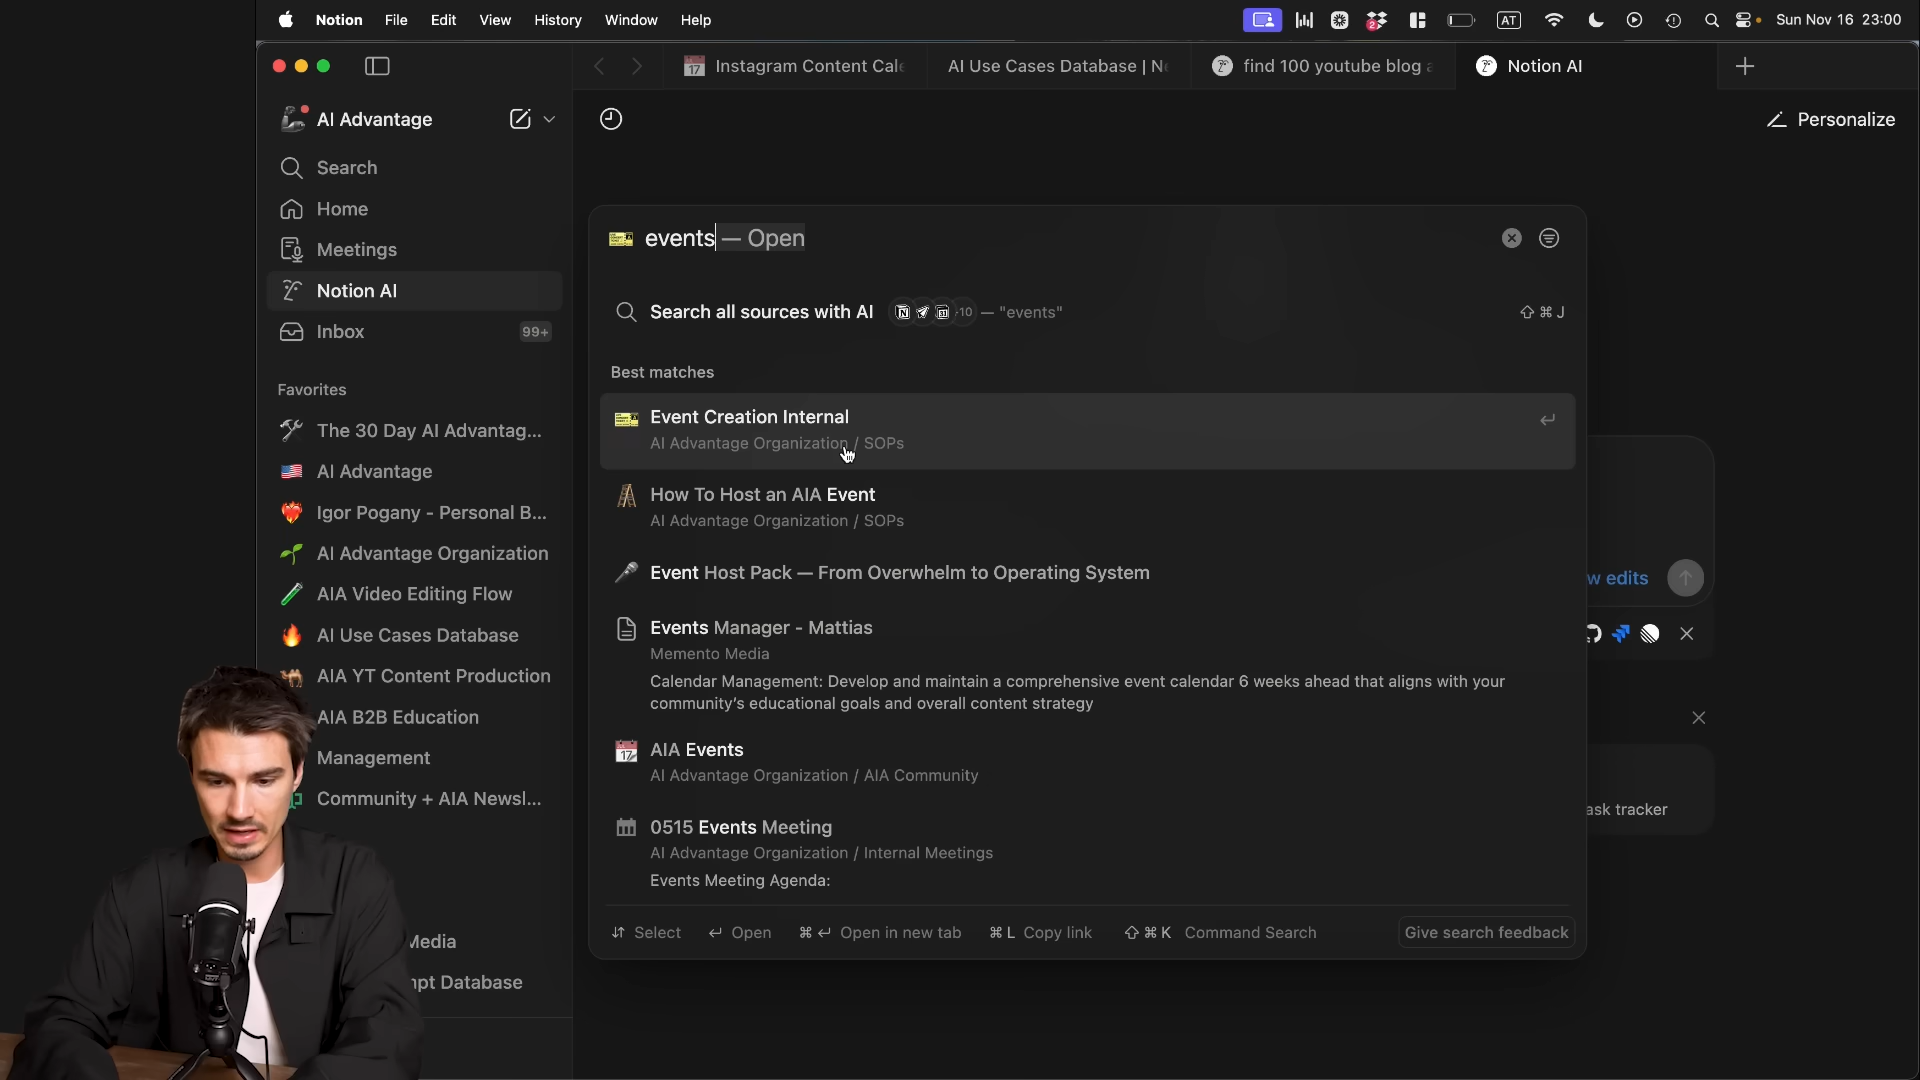 Notion File Edit View History Window Help
2
AT
Sun Nov 16 23:00
17 Instagram Content Cale
AI Use Cases Database | Ne
find 100 youtube blog a
Notion AI
AI Advantage
Personalize
Search
Home
Meetings
Notion AI
Inbox 99+
Favorites
The 30 Day AI Advantag...
AI Advantage
Igor Pogany - Personal B...
AI Advantage Organization
AIA Video Editing Flow
AI Use Cases Database
AIA YT Content Production
AIA B2B Education
Management
Community + AIA Newsl...
Media
mpt Database
events — Open
Search all sources with AI +10 — "events" ⇧⌘J
Best matches
Event Creation Internal
AI Advantage Organization / SOPs
How To Host an AIA Event
AI Advantage Organization / SOPs
Event Host Pack — From Overwhelm to Operating System
Events Manager - Mattias
Memento Media
Calendar Management: Develop and maintain a comprehensive event calendar 6 weeks ahead that aligns with your
community's educational goals and overall content strategy
17 AIA Events
AI Advantage Organization / AIA Community
0515 Events Meeting
AI Advantage Organization / Internal Meetings
Events Meeting Agenda:
Select ↵ Open ⌘↵ Open in new tab ⌘L Copy link ⇧⌘K Command Search Give search feedback
w edits
ask tracker